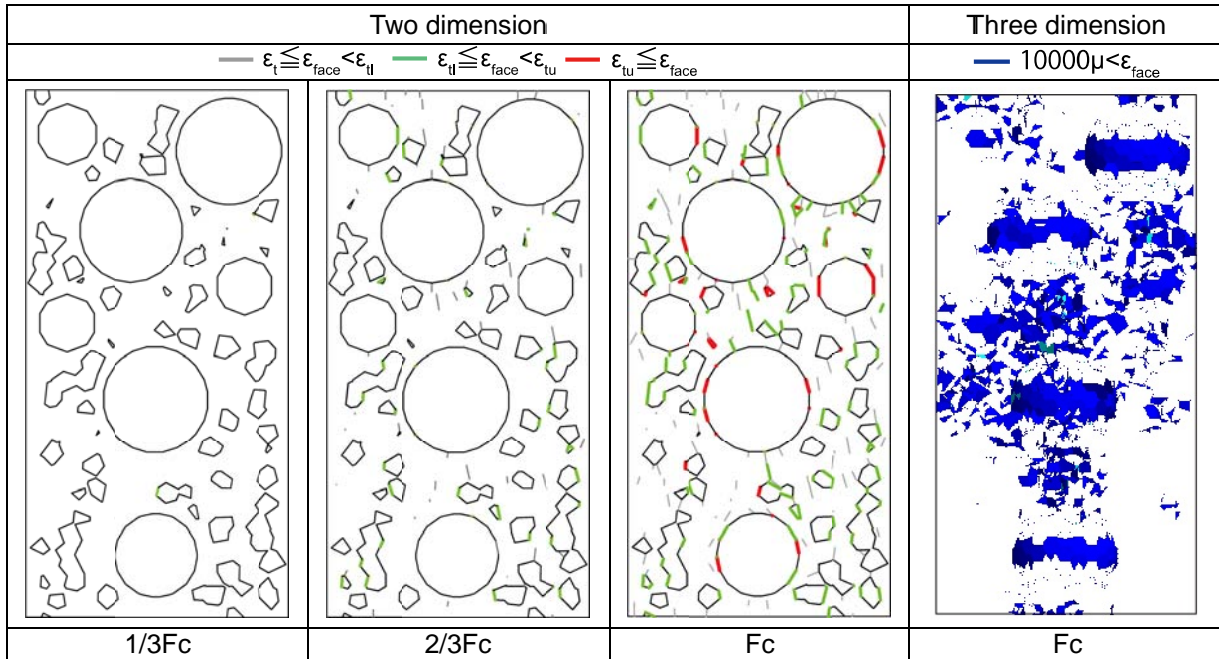 Two dimension Three dimension
εt≦εface<εtl εtl≦εface<εtu εtu≦εface 10000μ<εface
1/3Fc 2/3Fc Fc Fc